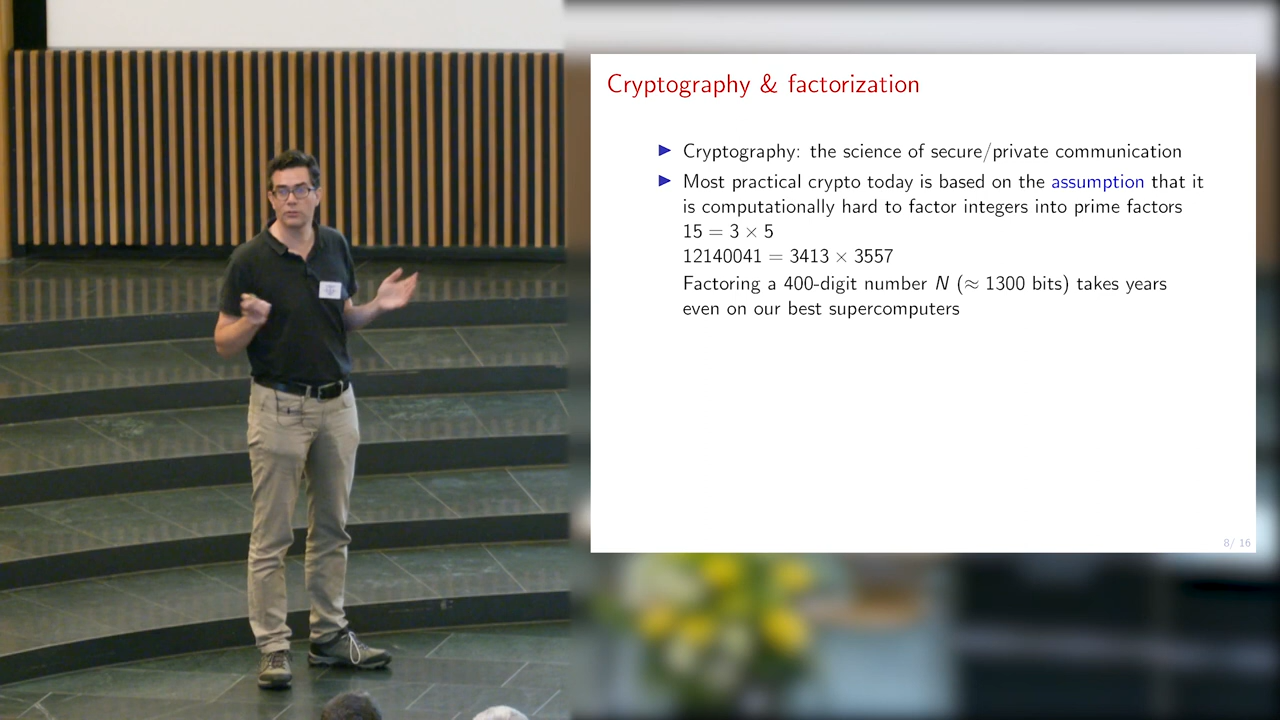 Cryptography & factorization
▶ Cryptography: the science of secure/private communication
▶ Most practical crypto today is based on the assumption that it
is computationally hard to factor integers into prime factors
15 = 3 × 5
12140041 = 3413 × 3557
Factoring a 400-digit number N (≈ 1300 bits) takes years
even on our best supercomputers
8/ 16